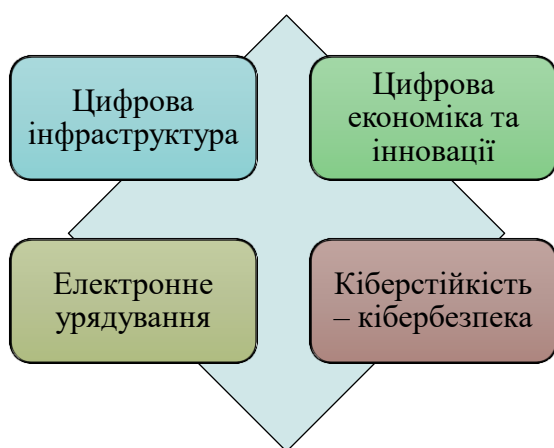 Цифрова
інфраструктура
Цифрова
економіка та
інновації
Електронне
урядування
Кіберстійкість
– кібербезпека